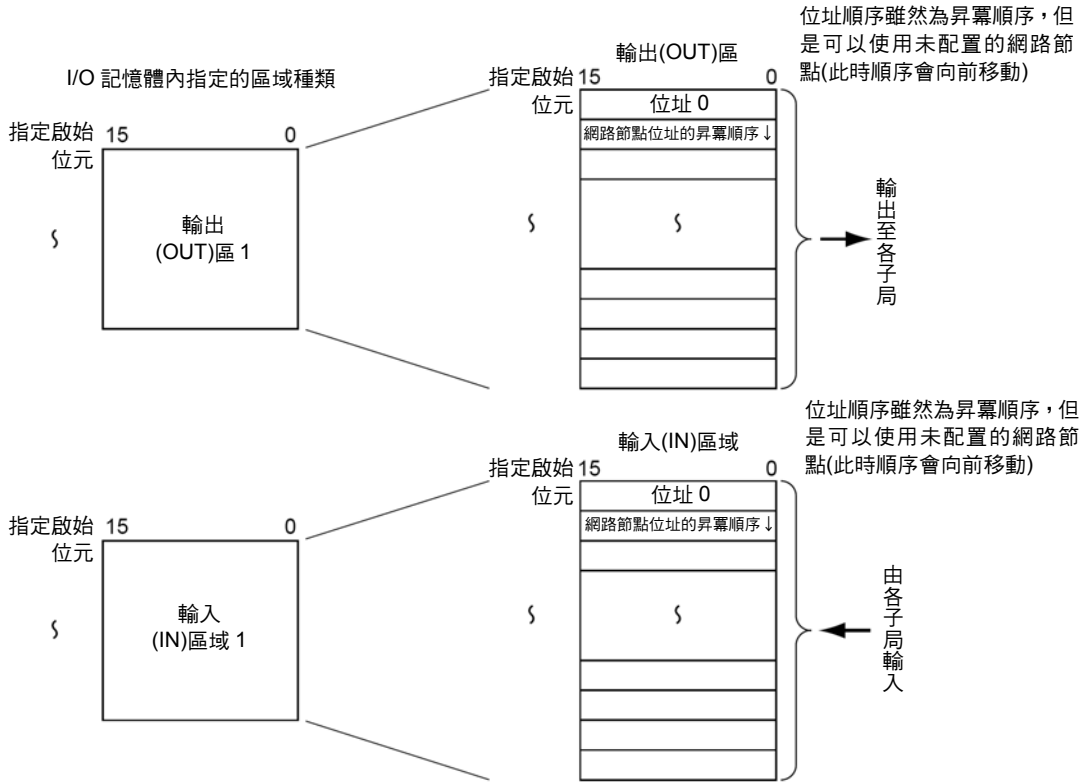 I/O 記憶體內指定的區域種類
指定啟始
位元
15 0
輸出
(OUT)區 1
輸出(OUT)區
指定啟始
位元
15 0
位址 0
網路節點位址的昇冪順序↓
位址順序雖然為昇冪順序，但
是可以使用未配置的網路節
點(此時順序會向前移動)
輸出至各子局
指定啟始
位元
15 0
輸入
(IN)區域 1
輸入(IN)區域
指定啟始
位元
15 0
位址 0
網路節點位址的昇冪順序↓
位址順序雖然為昇冪順序，但
是可以使用未配置的網路節
點(此時順序會向前移動)
由各子局輸入